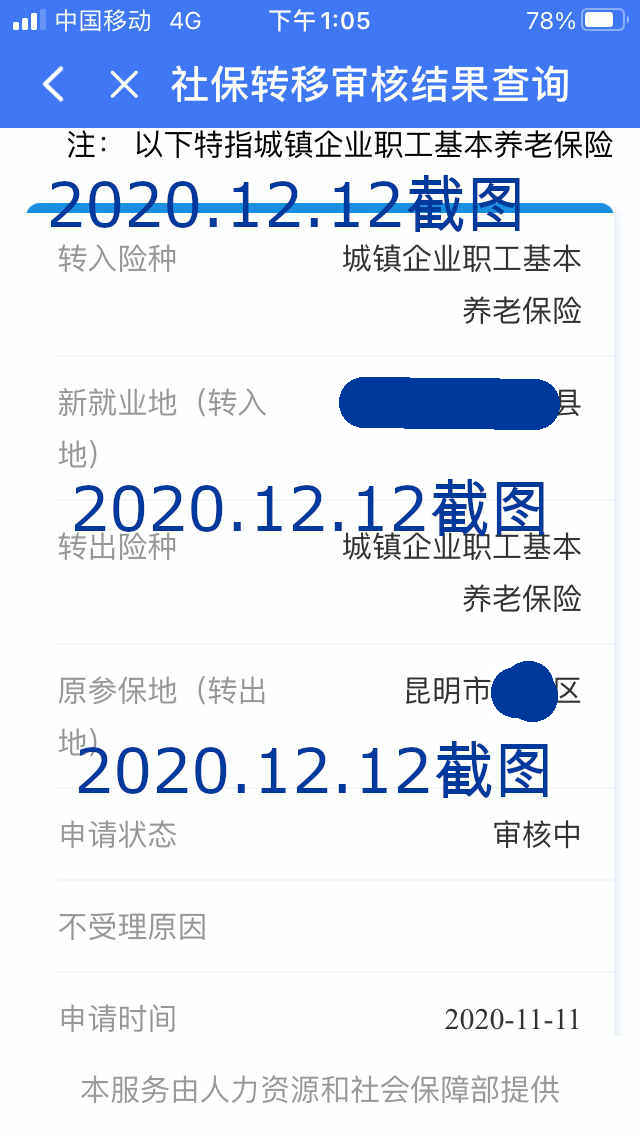 中国移动 4G 下午1:05 78%
社保转移审核结果查询
注： 以下特指城镇企业职工基本养老保险
2020.12.12截图
转入险种 城镇企业职工基本
养老保险
新就业地（转入 县
地）
2020.12.12截图
转出险种 城镇企业职工基本
养老保险
原参保地（转出 昆明市 区
地）
2020.12.12截图
申请状态 审核中
不受理原因
申请时间 2020-11-11
本服务由人力资源和社会保障部提供